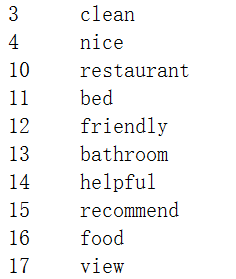 3 clean
4 nice
10 restaurant
11 bed
12 friendly
13 bathroom
14 helpful
15 recommend
16 food
17 view